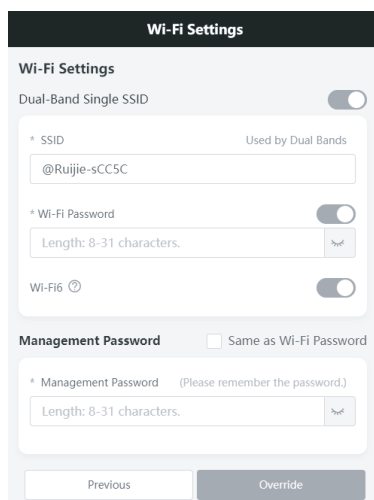 Wi-Fi Settings
Wi-Fi Settings
Dual-Band Single SSID
* SSID Used by Dual Bands
@Ruijie-sCC5C
* Wi-Fi Password
Length: 8-31 characters.
Wi-Fi6 ?
Management Password Same as Wi-Fi Password
* Management Password (Please remember the password.)
Length: 8-31 characters.
Previous Override